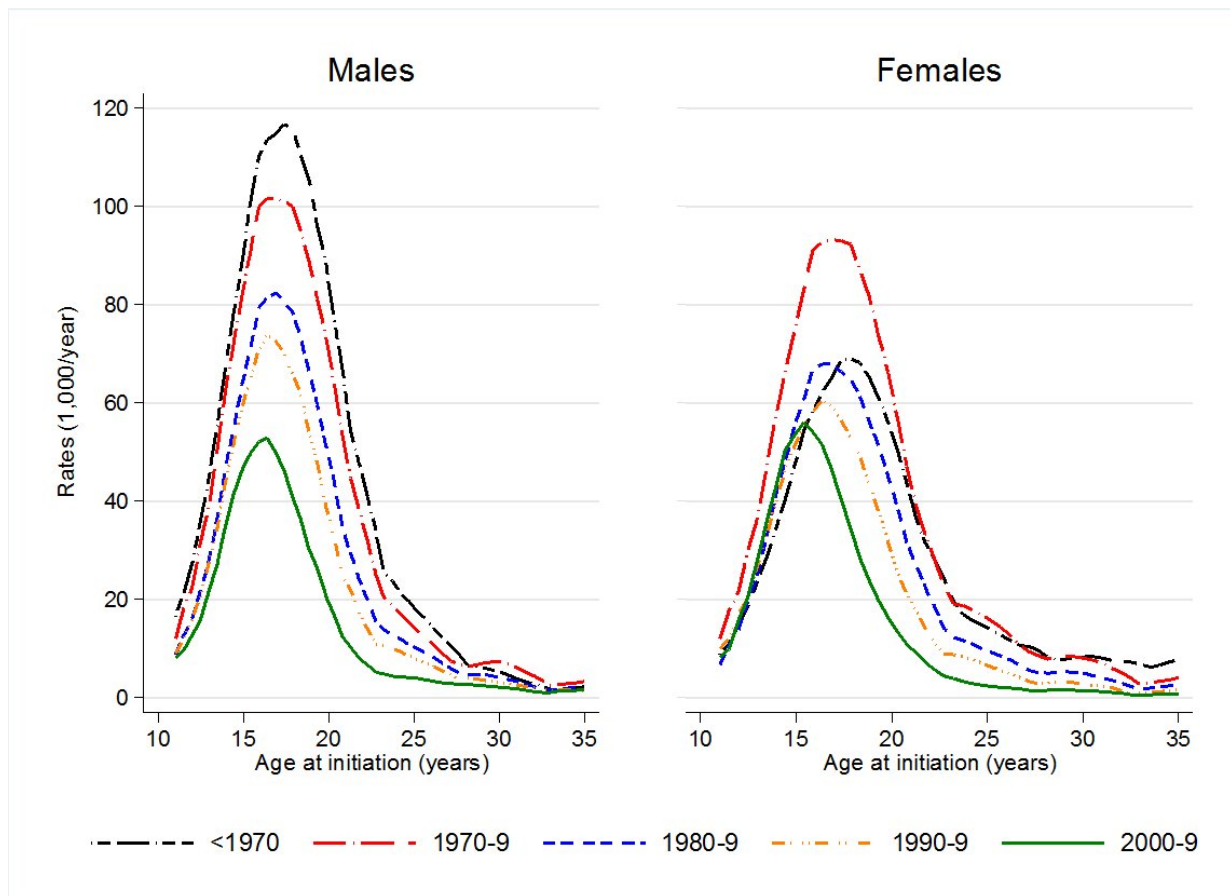 Males
Females
120
100
80
60
40
20
0
Rates (1,000/year)
10 15 20 25 30 35
10 15 20 25 30 35
Age at initiation (years)
Age at initiation (years)
<1970 1970-9 1980-9 1990-9 2000-9